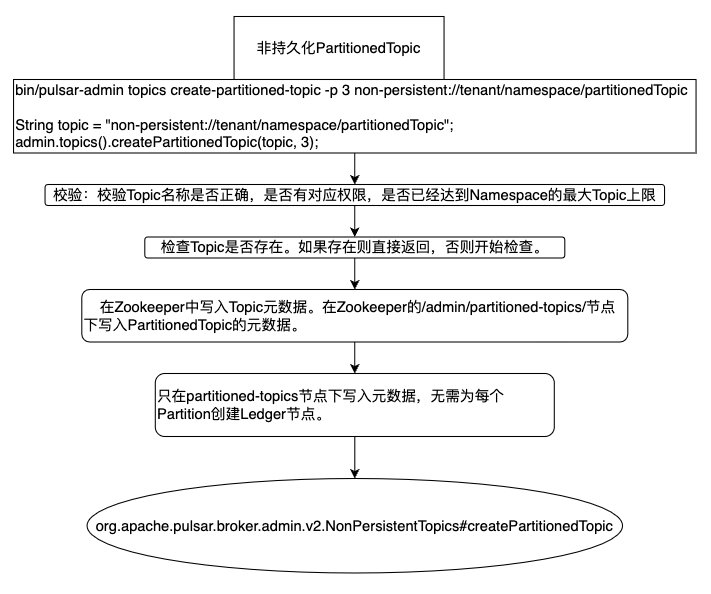 非持久化PartitionedTopic
bin/pulsar-admin topics create-partitioned-topic -p 3 non-persistent://tenant/namespace/partitionedTopic
String topic = "non-persistent://tenant/namespace/partitionedTopic";
admin.topics().createPartitionedTopic(topic, 3);
校验：校验Topic名称是否正确，是否有对应权限，是否已经达到Namespace的最大Topic上限
检查Topic是否存在。如果存在则直接返回，否则开始检查。
在Zookeeper中写入Topic元数据。在Zookeeper的/admin/partitioned-topics/节点
下写入PartitionedTopic的元数据。
只在partitioned-topics节点下写入元数据，无需为每个
Partition创建Ledger节点。
org.apache.pulsar.broker.admin.v2.NonPersistentTopics#createPartitionedTopic